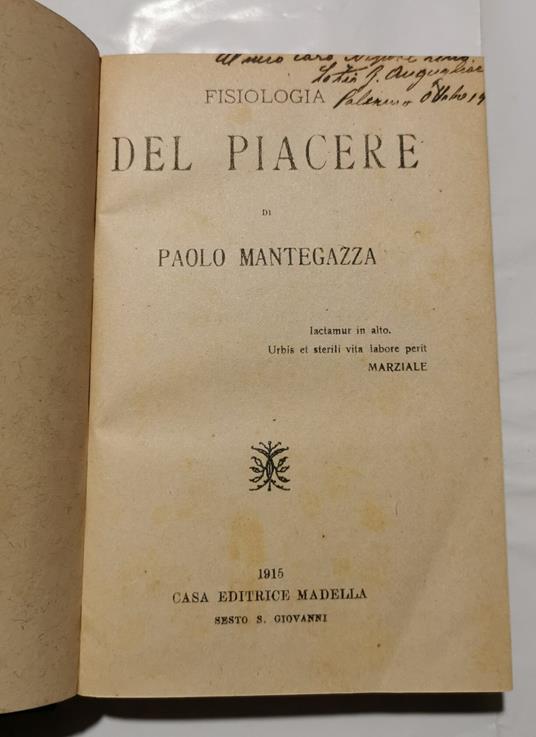 Al mio caro
Palermo
FISIOLOGIA
DEL PIACERE
DI
PAOLO MANTEGAZZA
Iactamur in alto.
Urbis et sterili vita labore perit
MARZIALE
1915
CASA EDITRICE MADELLA
SESTO S. GIOVANNI